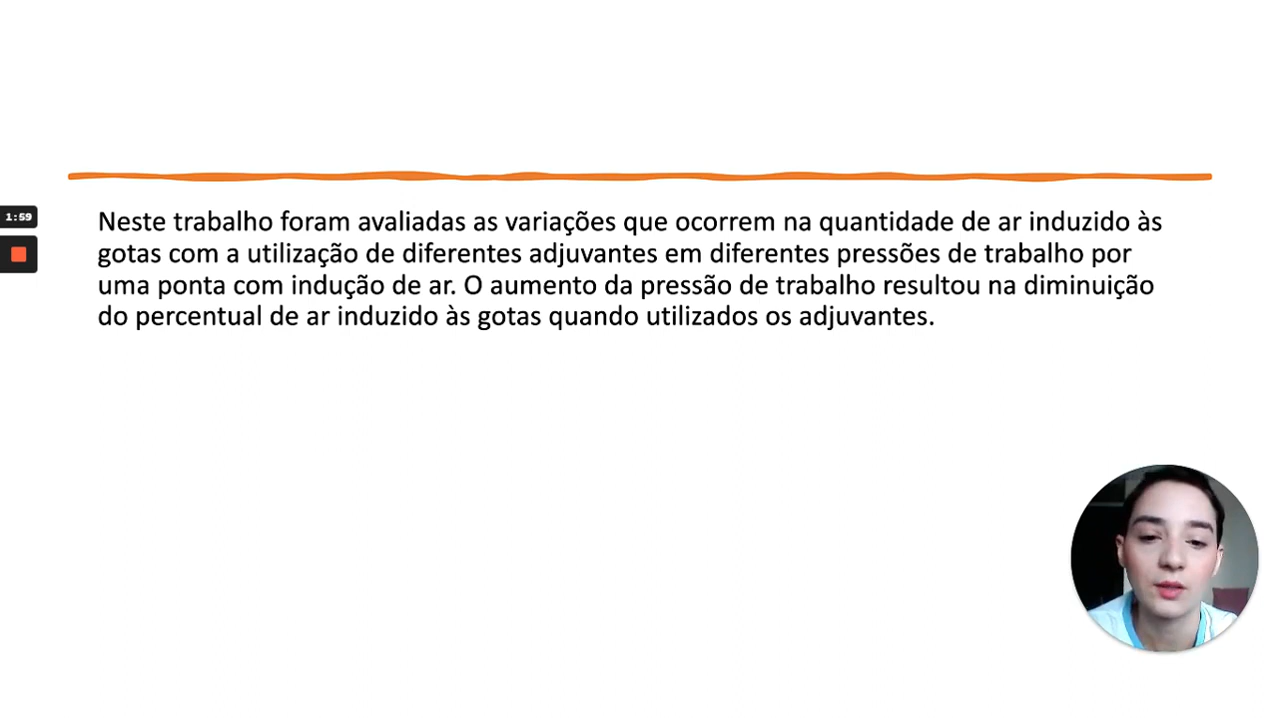 1:59
Neste trabalho foram avaliadas as variações que ocorrem na quantidade de ar induzido às
gotas com a utilização de diferentes adjuvantes em diferentes pressões de trabalho por
uma ponta com indução de ar. O aumento da pressão de trabalho resultou na diminuição
do percentual de ar induzido às gotas quando utilizados os adjuvantes.